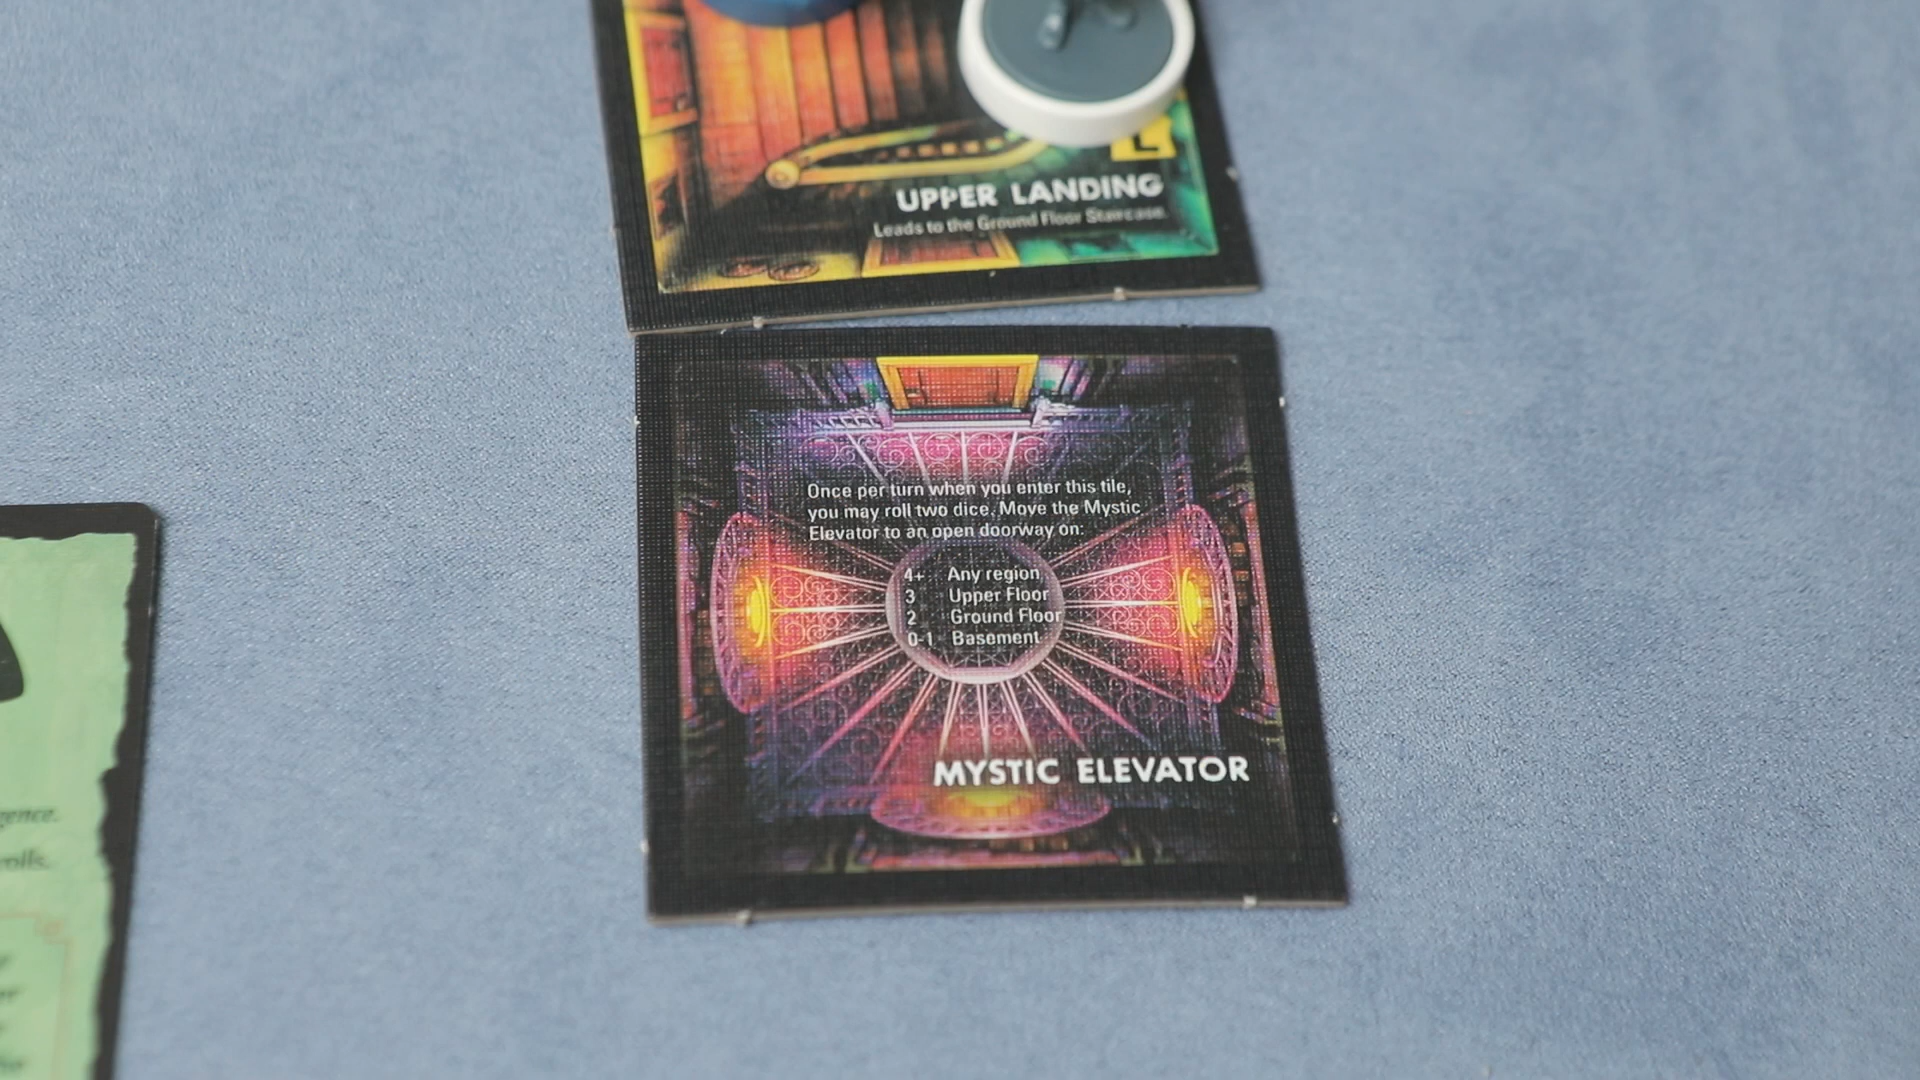 UPPER LANDING
Leads to the Ground Floor Staircase.
Once per turn when you enter this tile,
you may roll two dice. Move the Mystic
Elevator to an open doorway on:
4+ Any region
3 Upper Floor
2 Ground Floor
0-1 Basement
MYSTIC ELEVATOR
rolls.